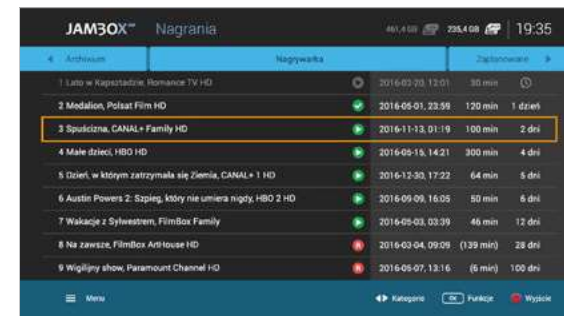 JAMBOX Nagrania 461,4 GB 235,4 GB 19:35
Archiwum Nagrywarka Zaplanowane
1 Lato w Kapsztadzie, Romance TV HD 2016-03-20, 12:01 30 min
2 Medalion, Polsat Film HD 2016-05-01, 23:59 120 min 1 dzień
3 Spuścizna, CANAL+ Family HD 2016-11-13, 01:19 100 min 2 dni
4 Małe dzieci, HBO HD 2016-05-15, 14:21 300 min 4 dni
5 Dzień, w którym zatrzymała się Ziemia, CANAL+ 1 HD 2016-12-30, 17:22 64 min 5 dni
6 Austin Powers 2: Szpieg, który nie umiera nigdy, HBO 2 HD 2016-09-09, 16:05 50 min 6 dni
7 Wakacje z Sylwestrem, FilmBox Family 2016-05-03, 03:39 46 min 12 dni
8 Na zawsze, FilmBox ArtHouse HD R 2016-03-04, 09:09 (139 min) 28 dni
9 Wigilijny show, Paramount Channel HD R 2016-05-07, 13:16 (6 min) 100 dni
Menu Kategorie OK Funkcje Wyjście